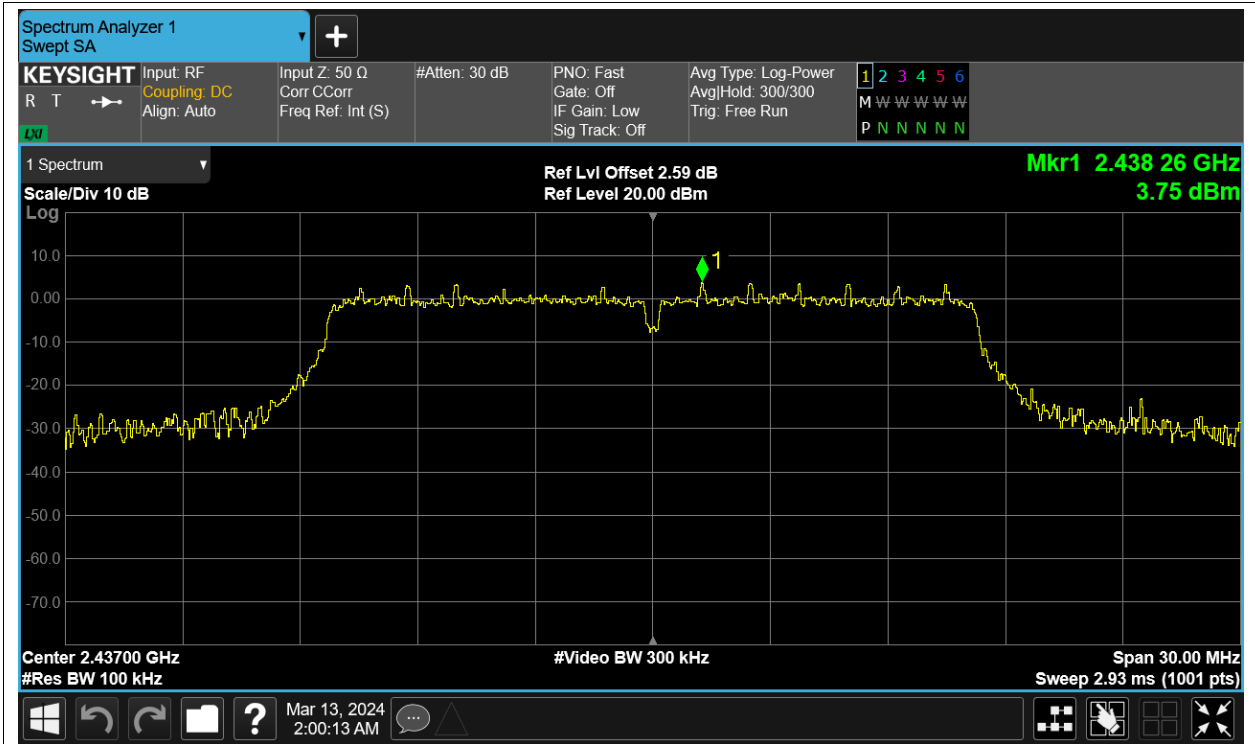 Spectrum Analyzer 1
Swept SA
KEYSIGHT
R T
LXI
Input: RF
Coupling: DC
Align: Auto
Input Z: 50 Ω
Corr CCorr
Freq Ref: Int (S)
#Atten: 30 dB
PNO: Fast
Gate: Off
IF Gain: Low
Sig Track: Off
Avg Type: Log-Power
Avg|Hold: 300/300
Trig: Free Run
1 2 3 4 5 6
M W W W W W W
P N N N N N
1 Spectrum
Scale/Div 10 dB
Log
Ref Lvl Offset 2.59 dB
Ref Level 20.00 dBm
Mkr1 2.438 26 GHz
3.75 dBm
10.0
0.00
-10.0
-20.0
-30.0
-40.0
-50.0
-60.0
-70.0
1
Center 2.43700 GHz
#Res BW 100 kHz
#Video BW 300 kHz
Span 30.00 MHz
Sweep 2.93 ms (1001 pts)
?
Mar 13, 2024
2:00:13 AM